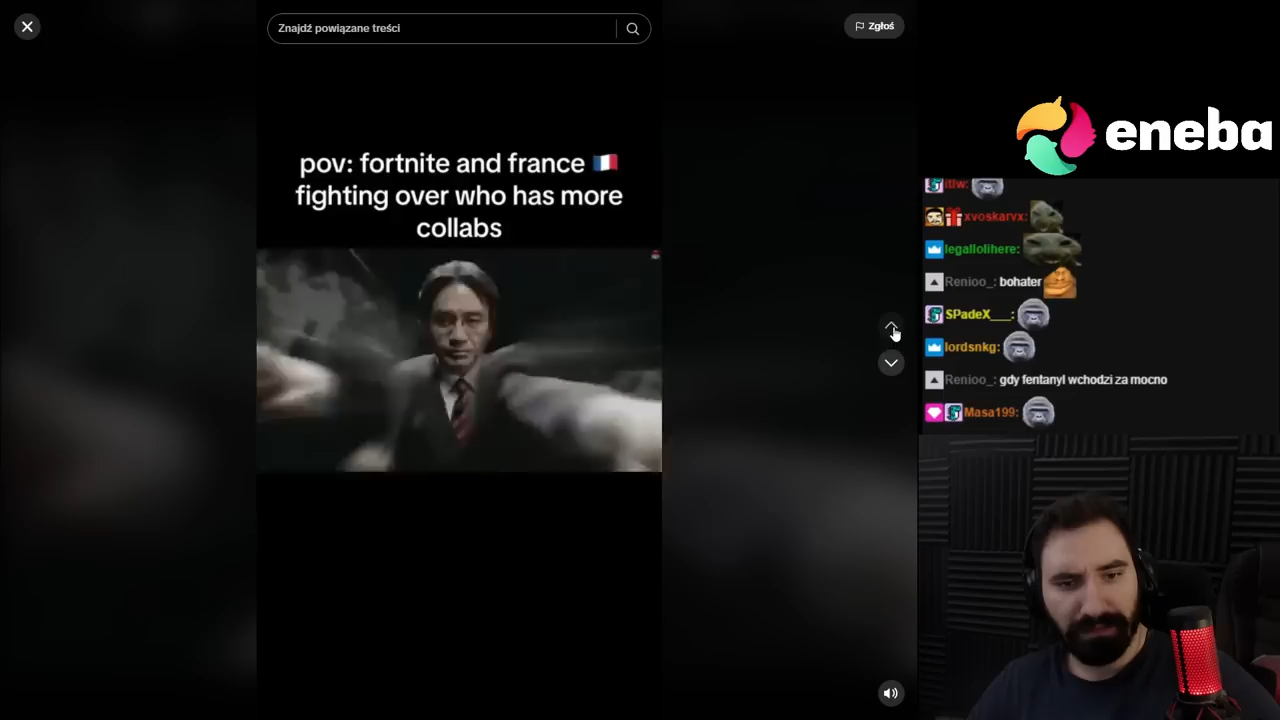 Znajdź powiązane treści
Zgłoś
pov: fortnite and france 🇫🇷
fighting over who has more
collabs
eneba
itlw:
xvoskarvx:
legallolihere:
Renioo_: bohater
SPadeX___:
lordsnkg:
Renioo_: gdy fentanyl wchodzi za mocno
Masa199: